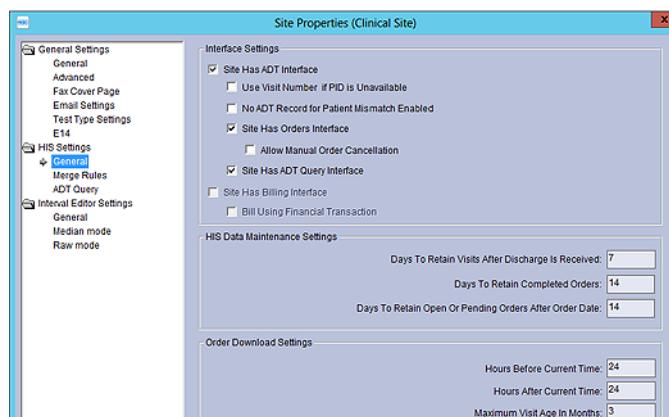 Site Properties (Clinical Site)
x
General Settings
General
Advanced
Fax Cover Page
Email Settings
Test Type Settings
E14
HIS Settings
General
Merge Rules
ADT Query
Interval Editor Settings
General
Median mode
Raw mode
Interface Settings
Site Has ADT Interface
Use Visit Number if PID is Unavailable
No ADT Record for Patient Mismatch Enabled
Site Has Orders Interface
Allow Manual Order Cancellation
Site Has ADT Query Interface
Site Has Billing Interface
Bill Using Financial Transaction
HIS Data Maintenance Settings
Days To Retain Visits After Discharge Is Received: 7
Days To Retain Completed Orders: 14
Days To Retain Open Or Pending Orders After Order Date: 14
Order Download Settings
Hours Before Current Time: 24
Hours After Current Time: 24
Maximum Visit Age In Months: 3